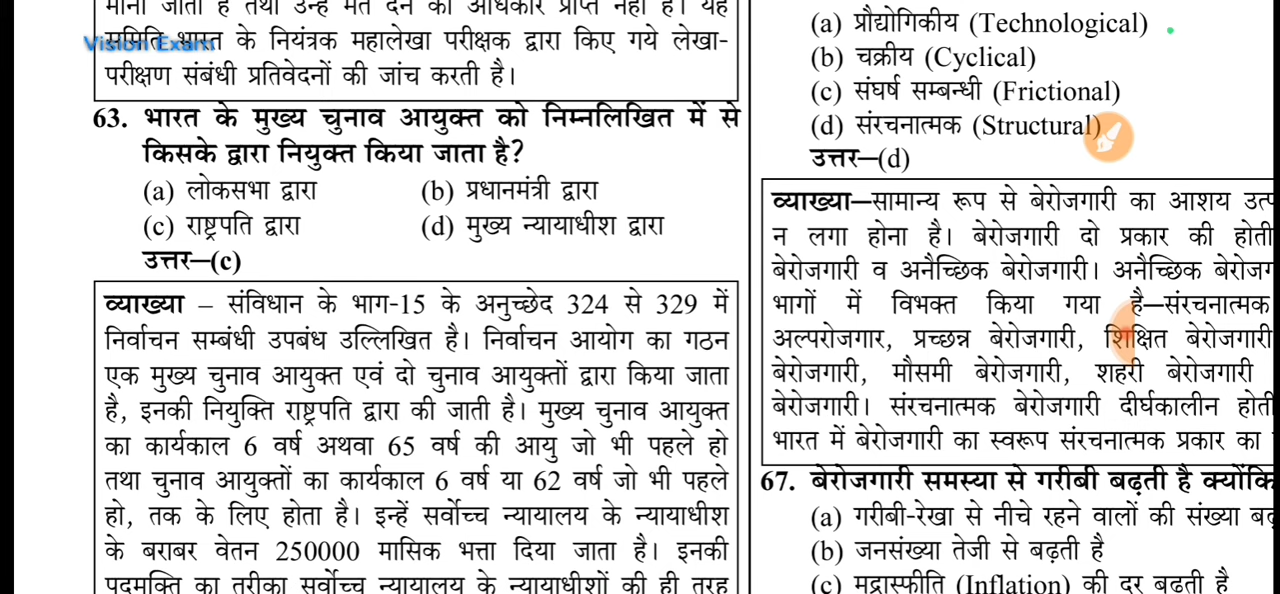 माना जाता है तथा उन्हें मत देने का अधिकार प्राप्त नहीं है। यह
समिति भारत के नियंत्रक महालेखा परीक्षक द्वारा किए गये लेखा-
Vision Exam
परीक्षण संबंधी प्रतिवेदनों की जांच करती है।
63. भारत के मुख्य चुनाव आयुक्त को निम्नलिखित में से
किसके द्वारा नियुक्त किया जाता है?
(a) लोकसभा द्वारा (b) प्रधानमंत्री द्वारा
(c) राष्ट्रपति द्वारा (d) मुख्य न्यायाधीश द्वारा
उत्तर—(c)
व्याख्या – संविधान के भाग-15 के अनुच्छेद 324 से 329 में
निर्वाचन सम्बंधी उपबंध उल्लिखित है। निर्वाचन आयोग का गठन
एक मुख्य चुनाव आयुक्त एवं दो चुनाव आयुक्तों द्वारा किया जाता
है, इनकी नियुक्ति राष्ट्रपति द्वारा की जाती है। मुख्य चुनाव आयुक्त
का कार्यकाल 6 वर्ष अथवा 65 वर्ष की आयु जो भी पहले हो
तथा चुनाव आयुक्तों का कार्यकाल 6 वर्ष या 62 वर्ष जो भी पहले
हो, तक के लिए होता है। इन्हें सर्वोच्च न्यायालय के न्यायाधीश
के बराबर वेतन 250000 मासिक भत्ता दिया जाता है। इनकी
पदमुक्ति का तरीका सर्वोच्च न्यायालय के न्यायाधीशों की ही तरह
(a) प्रौद्योगिकीय (Technological)
(b) चक्रीय (Cyclical)
(c) संघर्ष सम्बन्धी (Frictional)
(d) संरचनात्मक (Structural)
उत्तर—(d)
व्याख्या—सामान्य रूप से बेरोजगारी का आशय
न लगा होना है। बेरोजगारी दो प्रकार की होती
बेरोजगारी व अनैच्छिक बेरोजगारी। अनैच्छिक
भागों में विभक्त किया गया है—संरचनात्मक
अल्परोजगार, प्रच्छन्न बेरोजगारी, शिक्षित बेरोजगारी
बेरोजगारी, मौसमी बेरोजगारी, शहरी बेरोजगारी
बेरोजगारी। संरचनात्मक बेरोजगारी दीर्घकालीन होती
भारत में बेरोजगारी का स्वरूप संरचनात्मक प्रकार का
67. बेरोजगारी समस्या से गरीबी बढ़ती है क्योंकि
(a) गरीबी-रेखा से नीचे रहने वालों की संख्या
(b) जनसंख्या तेजी से बढ़ती है
(c) मुद्रास्फीति (Inflation) की दर बढ़ती है